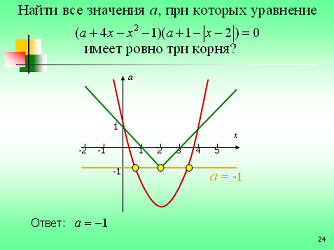 Найти все значения a, при которых уравнение
(a + 4x − x² − 1)(a + 1 − |x − 2|) = 0
имеет ровно три корня?
a
1
x
-2 -1 1 2 3 4 5
-1
a = -1
Ответ: a = −1
24